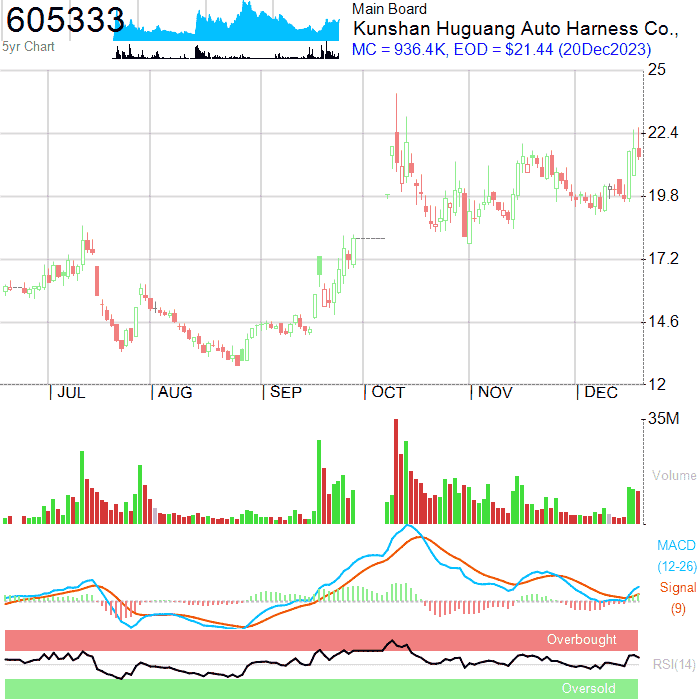 605333
5yr Chart
Main Board
Kunshan Huguang Auto Harness Co.,
MC = 936.4K, EOD = $21.44 (20Dec2023)
25
22.4
19.8
17.2
14.6
12
JUL AUG SEP OCT NOV DEC
35M
Volume
MACD
(12-26)
Signal
(9)
Overbought
RSI(14)
Oversold